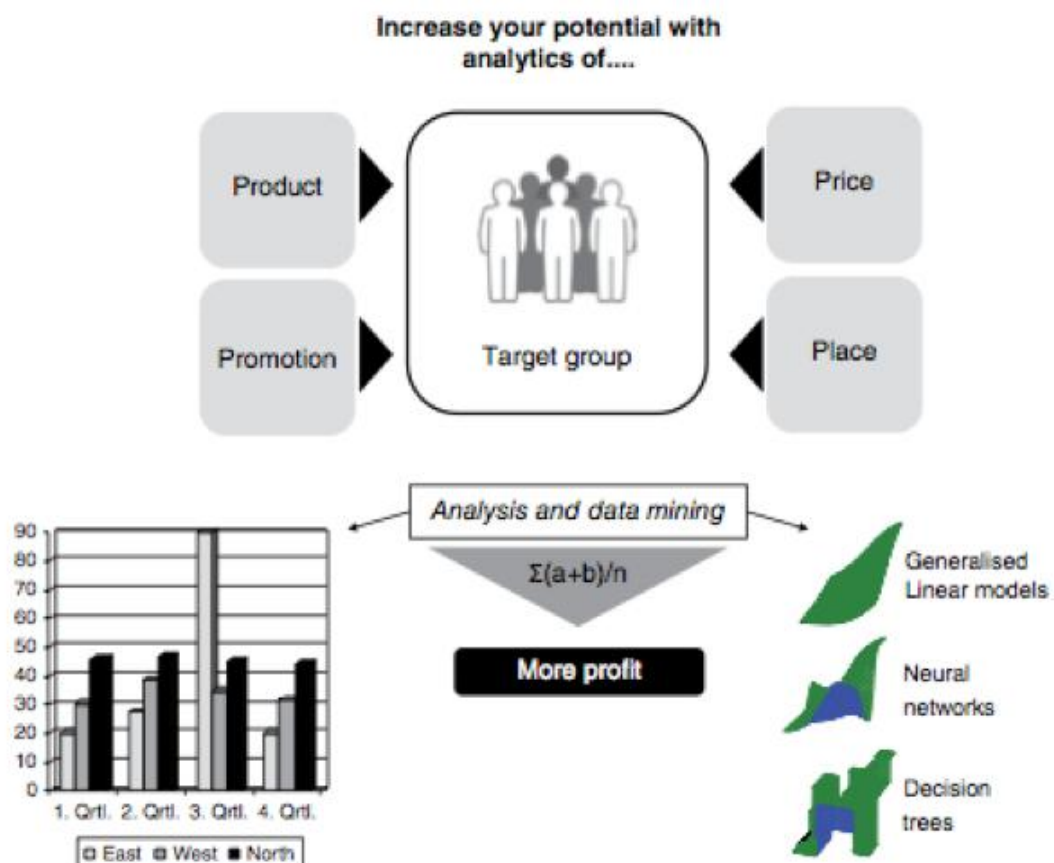 Increase your potential with
analytics of....
Product
Price
Promotion
Target group
Place
Analysis and data mining
Σ(a+b)/n
More profit
90
80
70
60
50
40
30
20
10
0
1. Qrtl. 2. Qrtl. 3. Qrtl. 4. Qrtl.
East West North
Generalised
Linear models
Neural
networks
Decision
trees